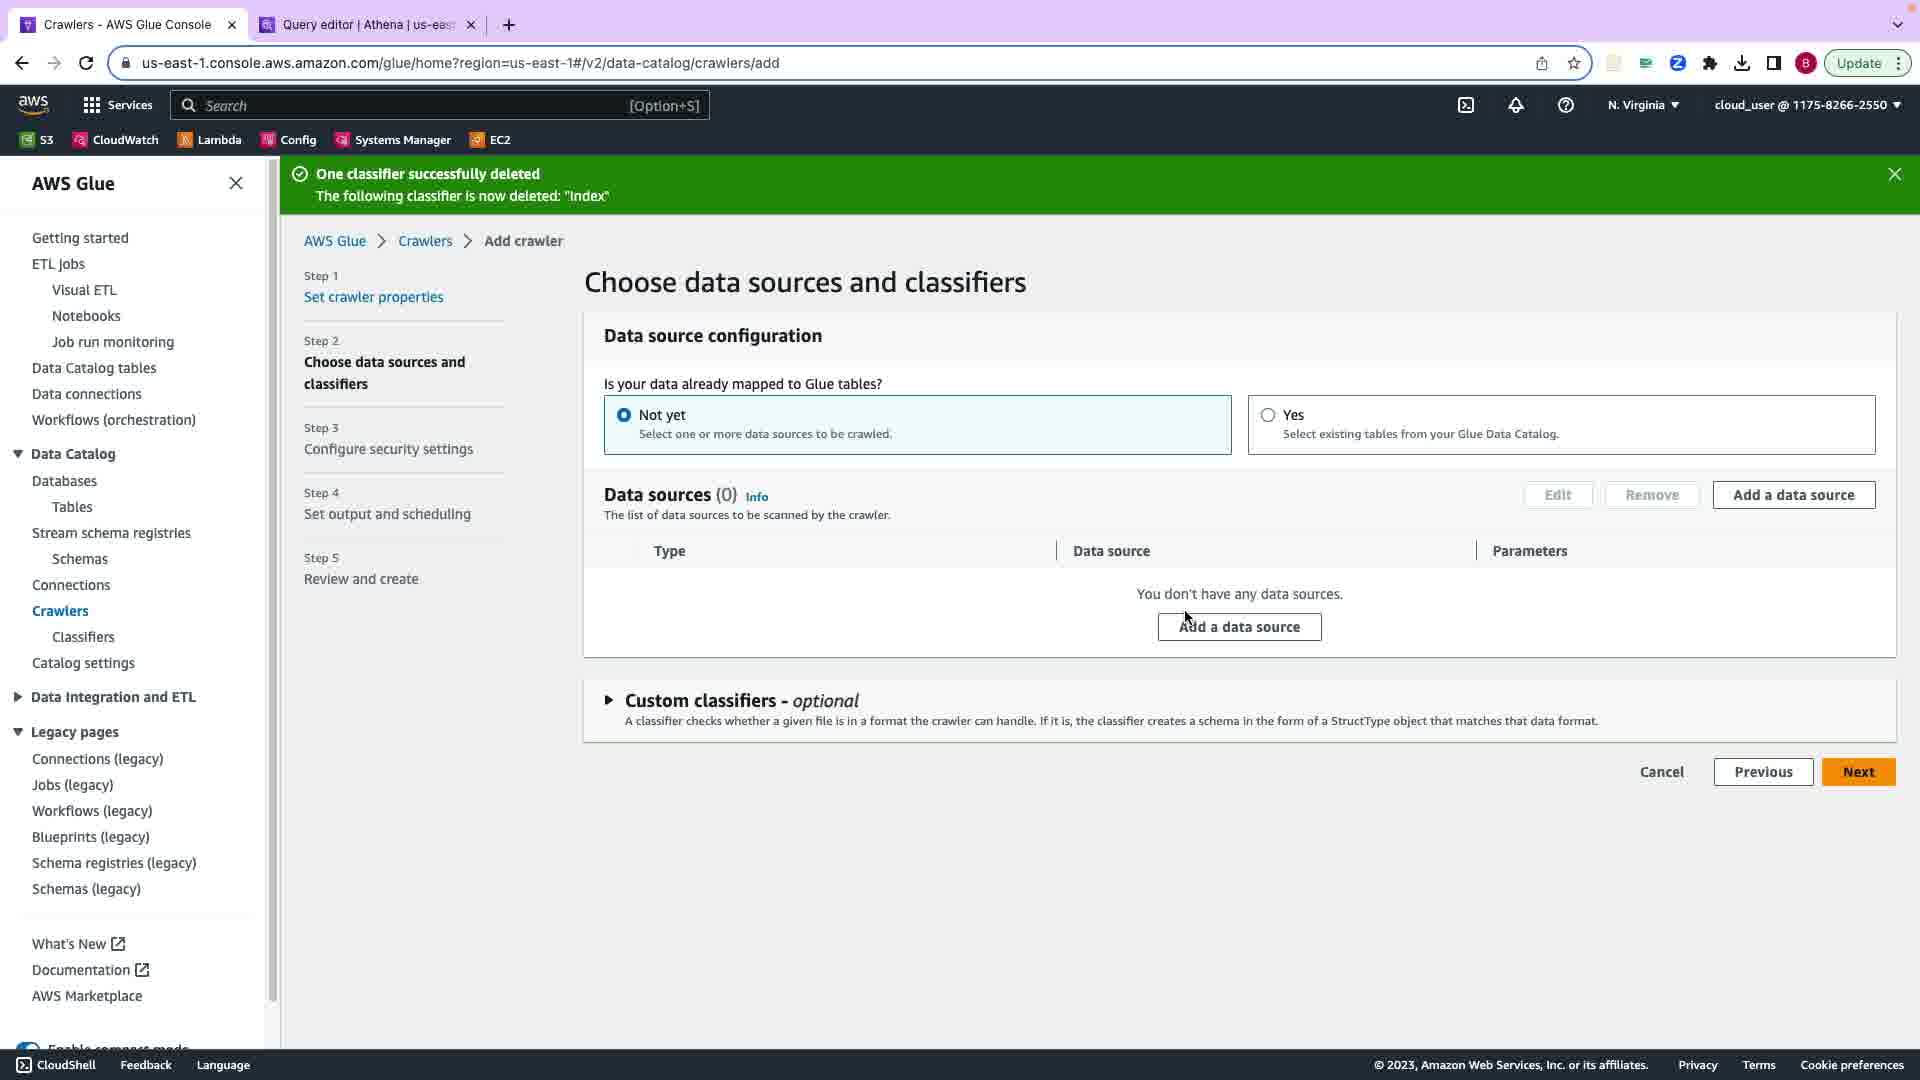 Crawlers - AWS Glue Console
Query editor | Athena | us-eas
us-east-1.console.aws.amazon.com/glue/home?region=us-east-1#/v2/data-catalog/crawlers/add
B
Update
aws
Services
Search
[Option+S]
N. Virginia
cloud_user @ 1175-8266-2550
S3
CloudWatch
Lambda
Config
Systems Manager
EC2
AWS Glue
Getting started
ETL jobs
Visual ETL
Notebooks
Job run monitoring
Data Catalog tables
Data connections
Workflows (orchestration)
Data Catalog
Databases
Tables
Stream schema registries
Schemas
Connections
Crawlers
Classifiers
Catalog settings
Data Integration and ETL
Legacy pages
Connections (legacy)
Jobs (legacy)
Workflows (legacy)
Blueprints (legacy)
Schema registries (legacy)
Schemas (legacy)
What's New
Documentation
AWS Marketplace
Enable compact mode
One classifier successfully deleted
The following classifier is now deleted: "Index"
AWS Glue
Crawlers
Add crawler
Step 1
Set crawler properties
Step 2
Choose data sources and
classifiers
Step 3
Configure security settings
Step 4
Set output and scheduling
Step 5
Review and create
Choose data sources and classifiers
Data source configuration
Is your data already mapped to Glue tables?
Not yet
Select one or more data sources to be crawled.
Yes
Select existing tables from your Glue Data Catalog.
Data sources (0) Info
The list of data sources to be scanned by the crawler.
Edit
Remove
Add a data source
Type
Data source
Parameters
You don't have any data sources.
Add a data source
Custom classifiers - optional
A classifier checks whether a given file is in a format the crawler can handle. If it is, the classifier creates a schema in the form of a StructType object that matches that data format.
Cancel
Previous
Next
CloudShell
Feedback
Language
© 2023, Amazon Web Services, Inc. or its affiliates.
Privacy
Terms
Cookie preferences